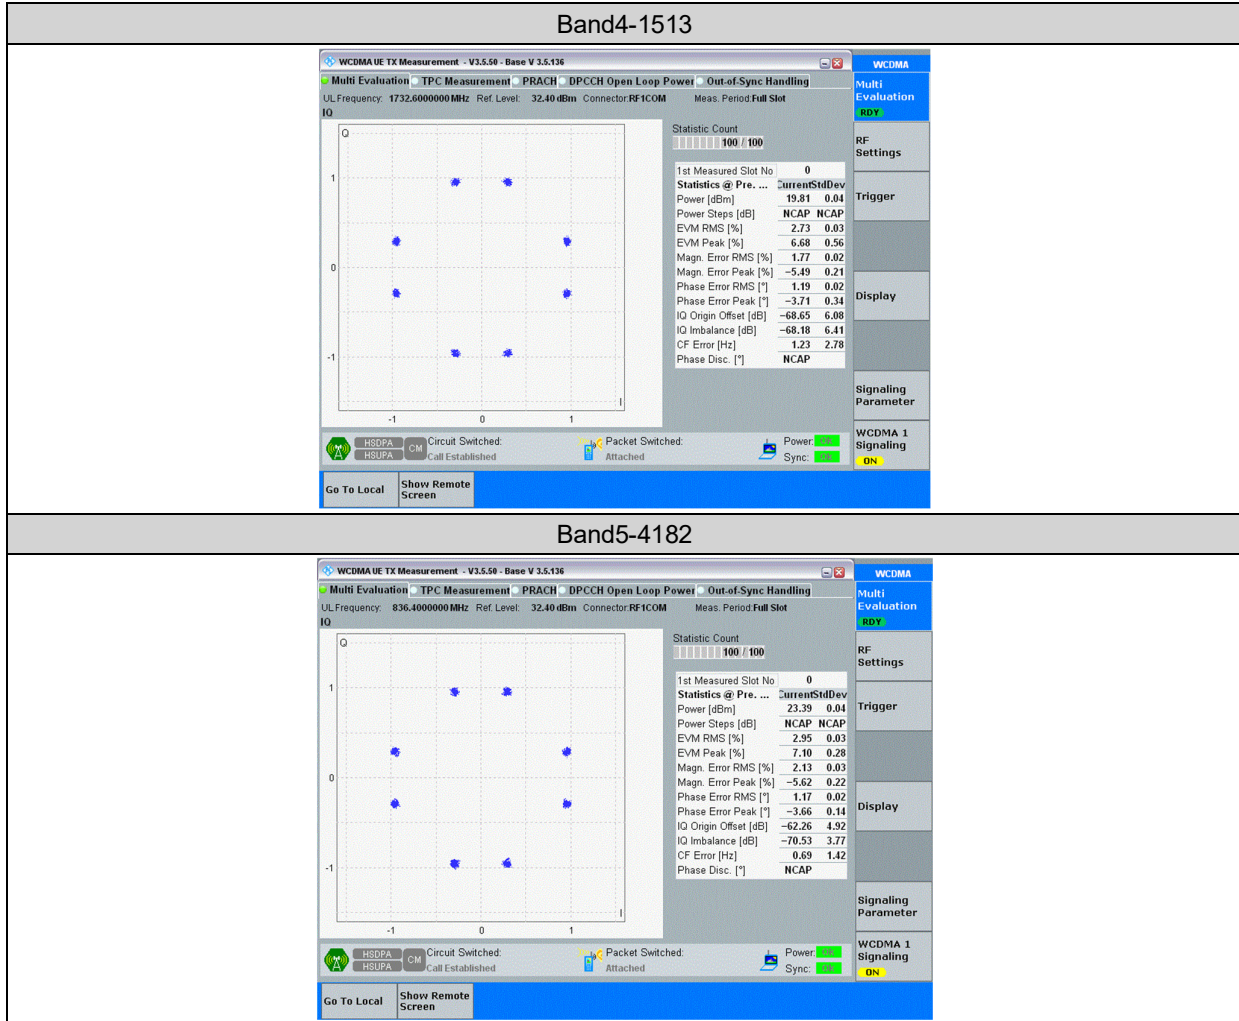 Band4-1513
WCDMA UE TX Measurement - V3.5.50 - Base V 3.5.136
WCDMA
Multi Evaluation TPC Measurement PRACH DPCCH Open Loop Power Out-of-Sync Handling
Multi
Evaluation
RDY
UL Frequency: 1732.6000000 MHz Ref. Level: 32.40 dBm Connector:RF1COM Meas. Period:Full Slot
IQ
Q
1
0
-1
-1 0 1
I
Statistic Count
100 / 100
1st Measured Slot No 0
Statistics @ Pre. ... CurrentStdDev
Power [dBm] 19.81 0.04
Power Steps [dB] NCAP NCAP
EVM RMS [%] 2.73 0.03
EVM Peak [%] 6.68 0.56
Magn. Error RMS [%] 1.77 0.02
Magn. Error Peak [%] −5.49 0.21
Phase Error RMS [°] 1.19 0.02
Phase Error Peak [°] −3.71 0.34
IQ Origin Offset [dB] −68.65 6.08
IQ Imbalance [dB] −68.18 6.41
CF Error [Hz] 1.23 2.78
Phase Disc. [°] NCAP
RF
Settings
Trigger
Display
Signaling
Parameter
WCDMA 1
Signaling
ON
HSDPA
HSUPA
CM
Circuit Switched:
Call Established
Packet Switched:
Attached
Power: OK
Sync: OK
Go To Local
Show Remote
Screen
Band5-4182
WCDMA UE TX Measurement - V3.5.50 - Base V 3.5.136
WCDMA
Multi Evaluation TPC Measurement PRACH DPCCH Open Loop Power Out-of-Sync Handling
Multi
Evaluation
RDY
UL Frequency: 836.4000000 MHz Ref. Level: 32.40 dBm Connector:RF1COM Meas. Period:Full Slot
IQ
Q
1
0
-1
-1 0 1
I
Statistic Count
100 / 100
1st Measured Slot No 0
Statistics @ Pre. ... CurrentStdDev
Power [dBm] 23.39 0.04
Power Steps [dB] NCAP NCAP
EVM RMS [%] 2.95 0.03
EVM Peak [%] 7.10 0.28
Magn. Error RMS [%] 2.13 0.03
Magn. Error Peak [%] −5.62 0.22
Phase Error RMS [°] 1.17 0.02
Phase Error Peak [°] −3.66 0.14
IQ Origin Offset [dB] −62.26 4.92
IQ Imbalance [dB] −70.53 3.77
CF Error [Hz] 0.69 1.42
Phase Disc. [°] NCAP
RF
Settings
Trigger
Display
Signaling
Parameter
WCDMA 1
Signaling
ON
HSDPA
HSUPA
CM
Circuit Switched:
Call Established
Packet Switched:
Attached
Power: OK
Sync: OK
Go To Local
Show Remote
Screen